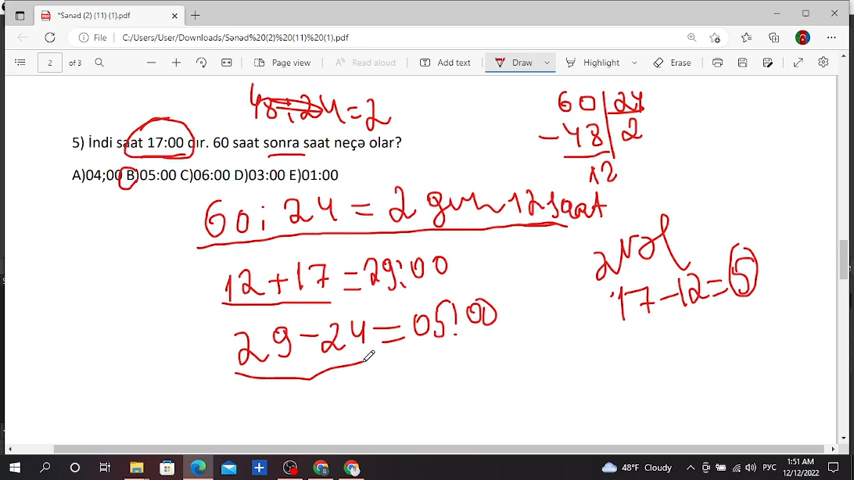 *Sənəd (2) (11) (1).pdf
File
C:/Users/User/Downloads/Sənəd%20(2)%20(11)%20(1).pdf
2 of 3
Page view
Read aloud
Add text
Draw
Highlight
Erase
48:24=2
60 24
-48 2
12
5) İndi saat 17:00 dır. 60 saat sonra saat neçə olar?
A)04;00 B)05:00 C)06:00 D)03:00 E)01:00
60:24=2 gun 12 saat
12+17=29:00
29-24=05:00
əvəl
17-12=5
48°F Cloudy
РУС
1:51 AM
12/12/2022